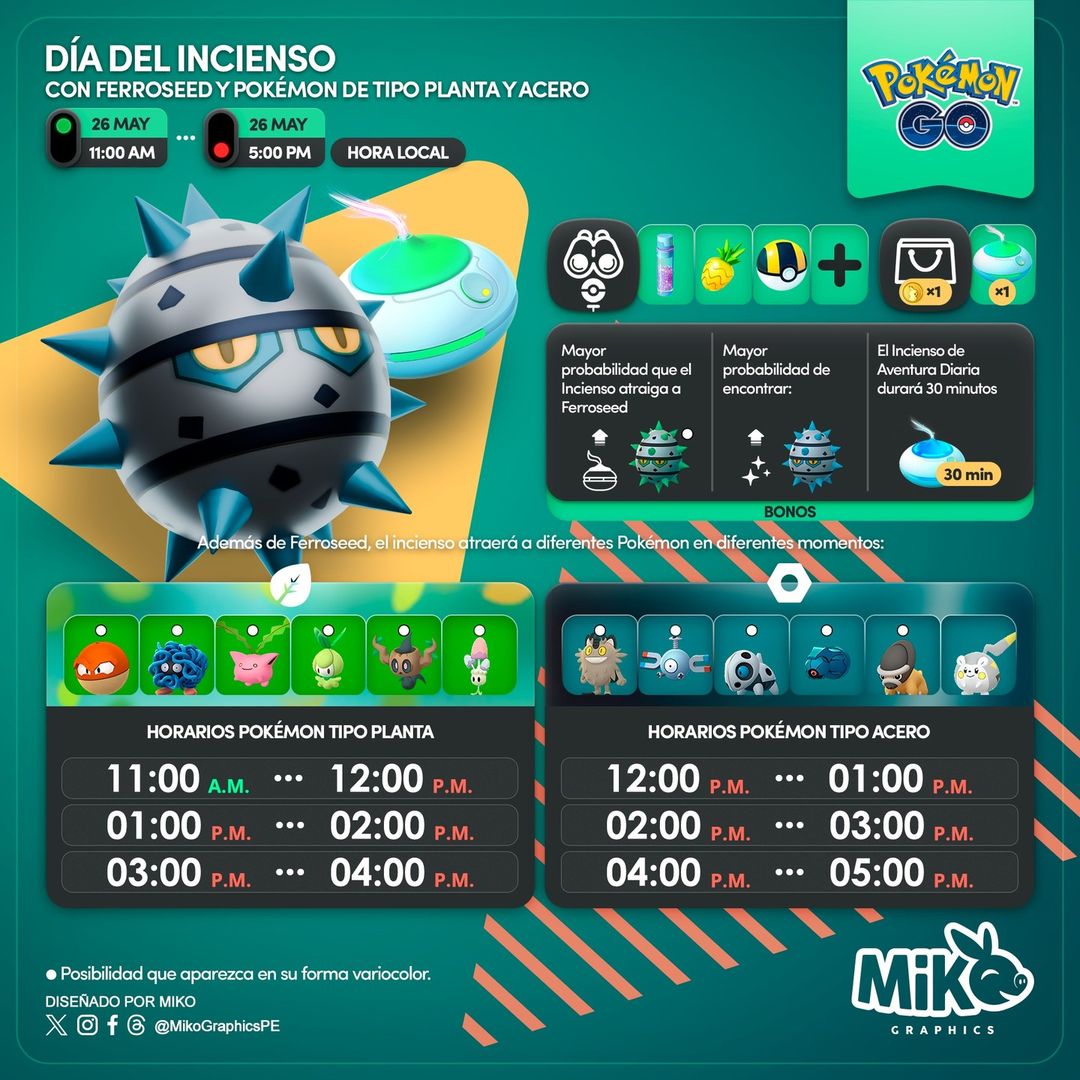 DÍA DEL INCIENSO
CON FERROSEED Y POKÉMON DE TIPO PLANTA Y ACERO
26 MAY
11:00 AM
...
26 MAY
5:00 PM
HORA LOCAL
POKÉMON
GO
TM
×1
×1
Mayor
probabilidad que el
Incienso atraiga a
Ferroseed
Mayor
probabilidad de
encontrar:
El Incienso de
Aventura Diaria
durará 30 minutos
30 min
BONOS
Además de Ferroseed, el incienso atraerá a diferentes Pokémon en diferentes momentos:
HORARIOS POKÉMON TIPO PLANTA
11:00 A.M. ... 12:00 P.M.
01:00 P.M. ... 02:00 P.M.
03:00 P.M. ... 04:00 P.M.
HORARIOS POKÉMON TIPO ACERO
12:00 P.M. ... 01:00 P.M.
02:00 P.M. ... 03:00 P.M.
04:00 P.M. ... 05:00 P.M.
● Posibilidad que aparezca en su forma variocolor.
DISEÑADO POR MIKO
@MikoGraphicsPE
MiKO
GRAPHICS